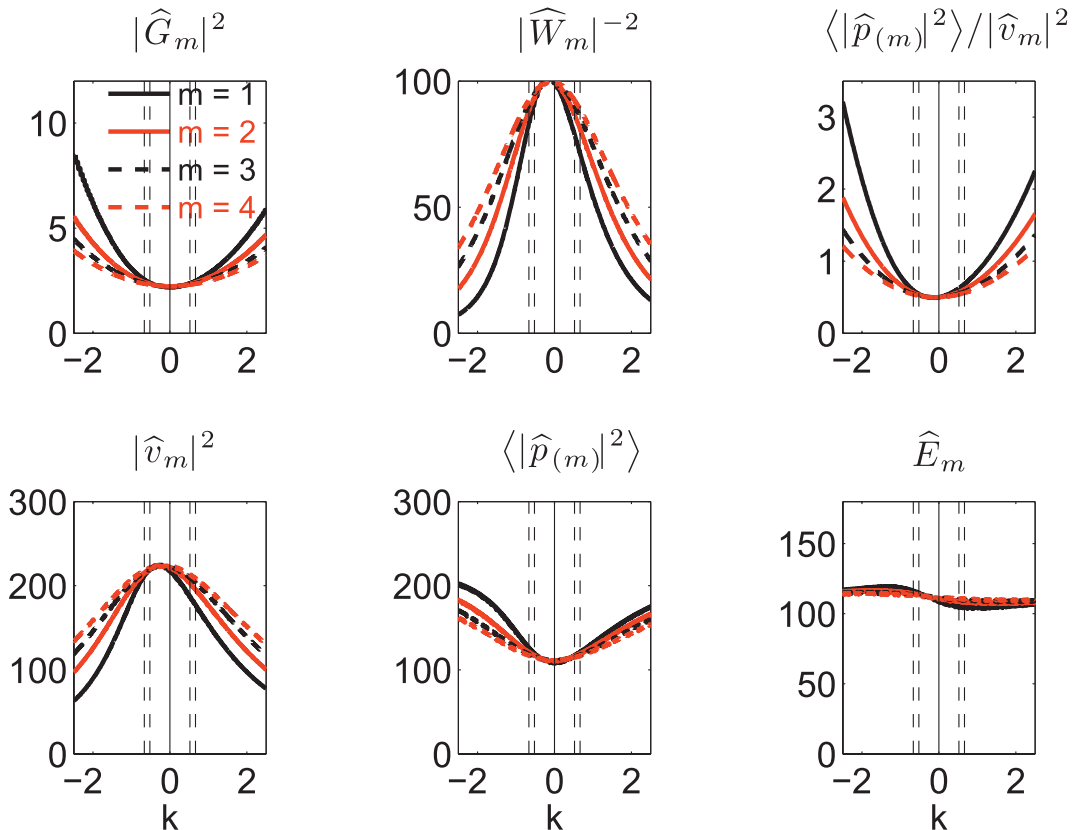 |Ĝₘ|²
|Ŵₘ|⁻²
⟨|p̂₍ₘ₎|²⟩/|v̂ₘ|²
10
5
0
m = 1
m = 2
m = 3
m = 4
−2 0 2
100
50
0
−2 0 2
3
2
1
0
−2 0 2
|v̂ₘ|²
⟨|p̂₍ₘ₎|²⟩
Êₘ
300
200
100
0
−2 0 2
k
300
200
100
0
−2 0 2
k
150
100
50
0
−2 0 2
k